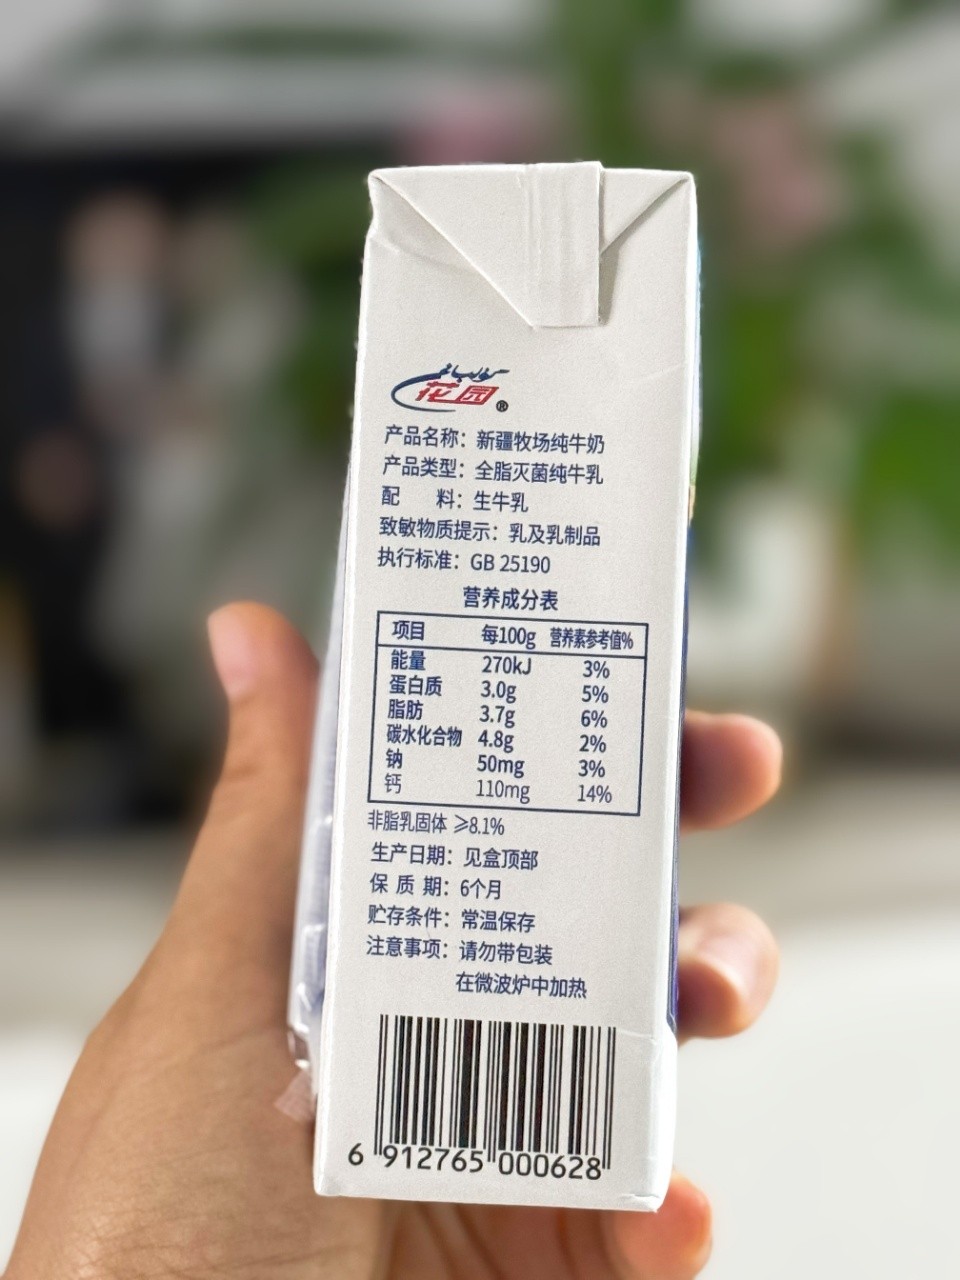 花园®
产品名称：新疆牧场纯牛奶
产品类型：全脂灭菌纯牛乳
配　　料：生牛乳
致敏物质提示：乳及乳制品
执行标准：GB 25190
营养成分表
项目 每100g 营养素参考值%
能量 270kJ 3%
蛋白质 3.0g 5%
脂肪 3.7g 6%
碳水化合物 4.8g 2%
钠 50mg 3%
钙 110mg 14%
非脂乳固体 ≥8.1%
生产日期：见盒顶部
保 质 期：6个月
贮存条件：常温保存
注意事项：请勿带包装
在微波炉中加热
6 912765 000628